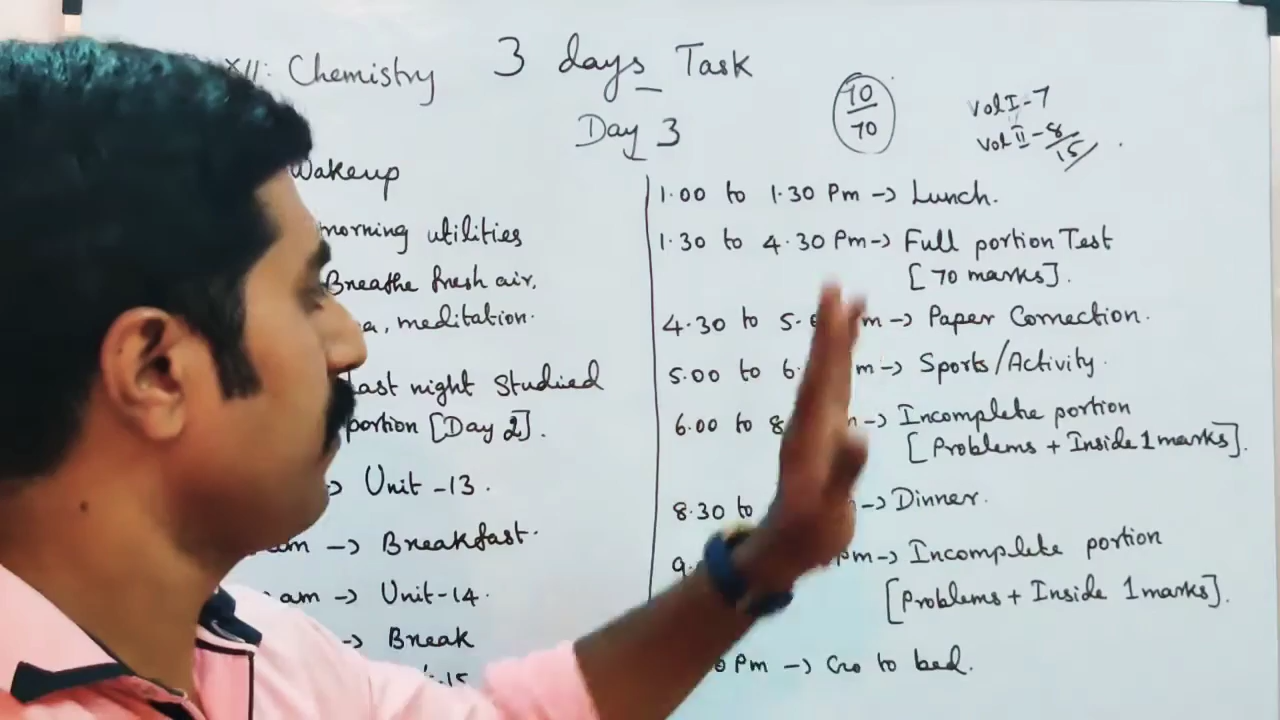 XII: Chemistry 3 days Task
Day 3
70
70
Vol I - 7
Vol II - 8
15
Wakeup
morning utilities
Breathe fresh air,
, meditation.
Last night Studied
portion [Day 2].
Unit - 13.
am -> Breakfast.
am -> Unit - 14.
-> Break
15
1.00 to 1.30 Pm -> Lunch.
1.30 to 4.30 Pm -> Full portion Test
[70 marks].
4.30 to 5. m -> Paper Correction.
5.00 to 6. m -> Sports/Activity.
6.00 to 8 -> Incomplete portion
[Problems + Inside 1 marks].
8.30 to -> Dinner.
9. pm -> Incomplete portion
[Problems + Inside 1 marks].
0 Pm -> Go to bed.